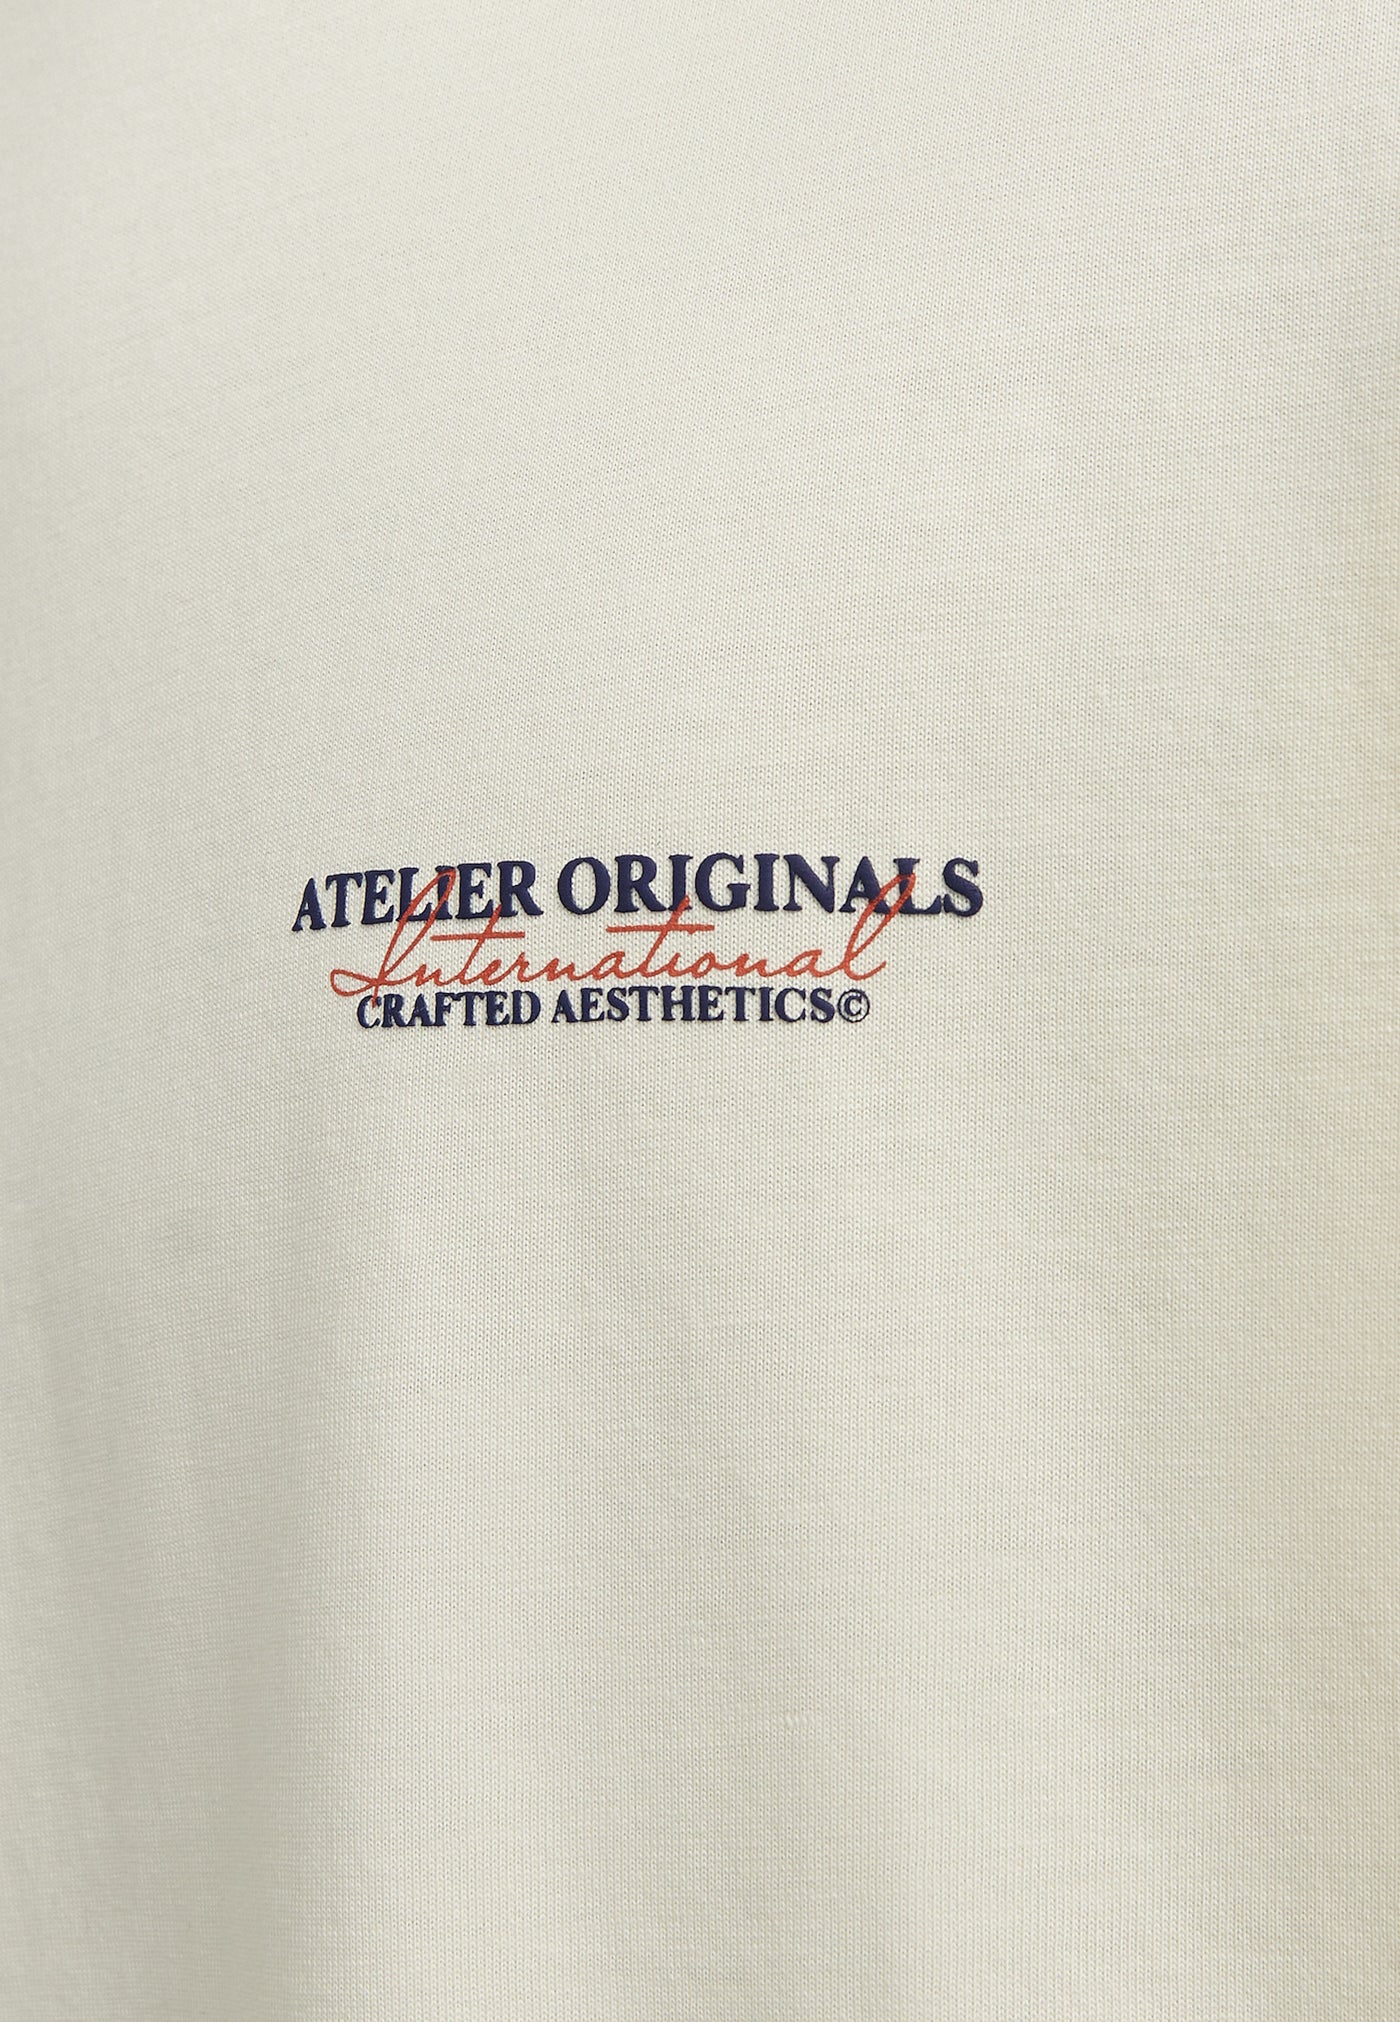 ATELIER ORIGINALS
International
CRAFTED AESTHETICS©